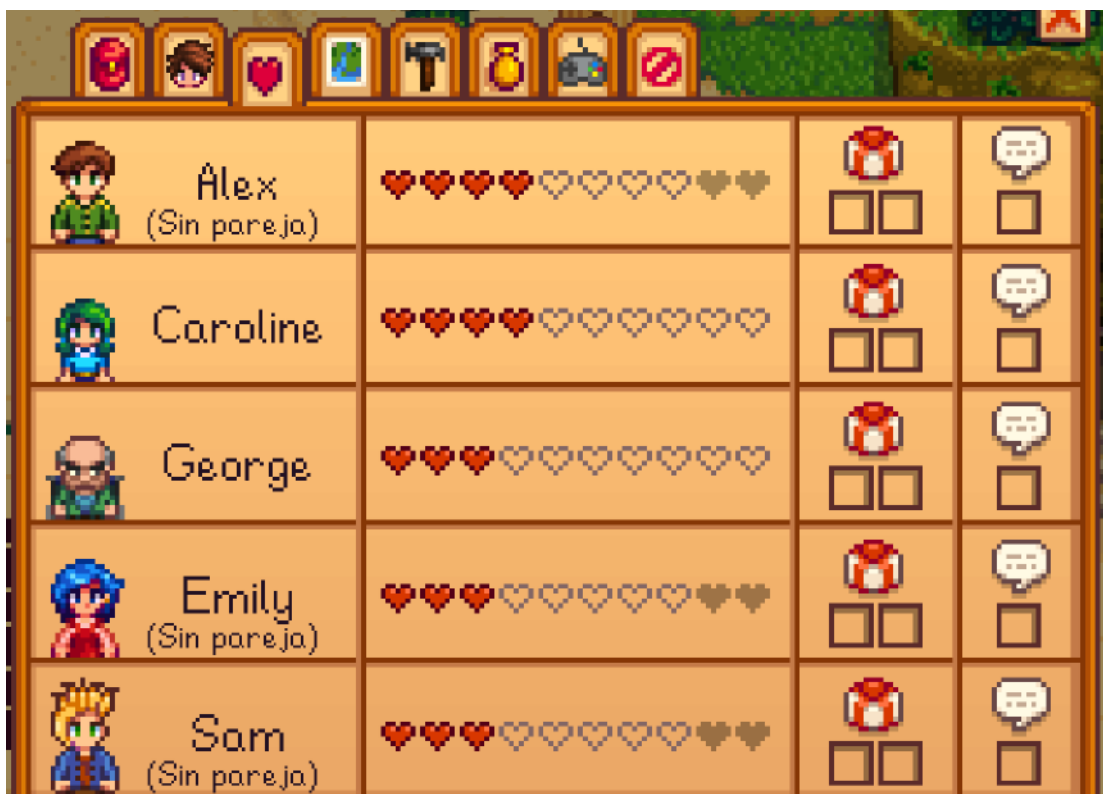 Alex
(Sin pareja)
Caroline
George
Emily
(Sin pareja)
Sam
(Sin pareja)